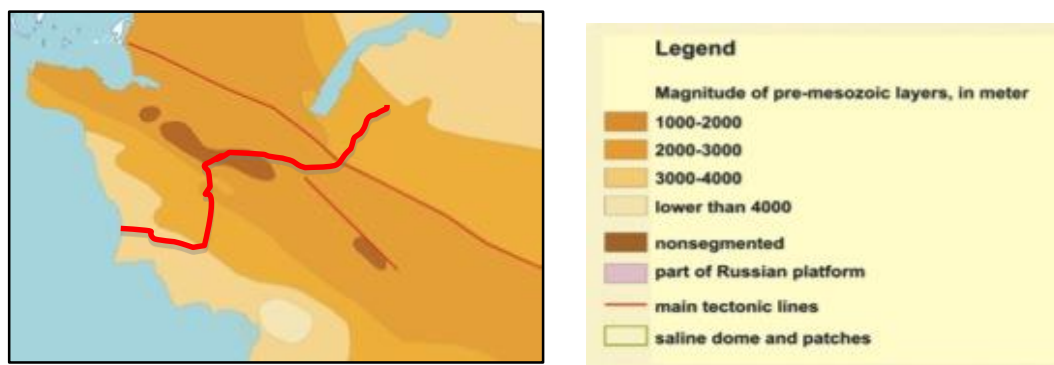 Legend
Magnitude of pre-mesozoic layers, in meter
1000-2000
2000-3000
3000-4000
lower than 4000
nonsegmented
part of Russian platform
main tectonic lines
saline dome and patches